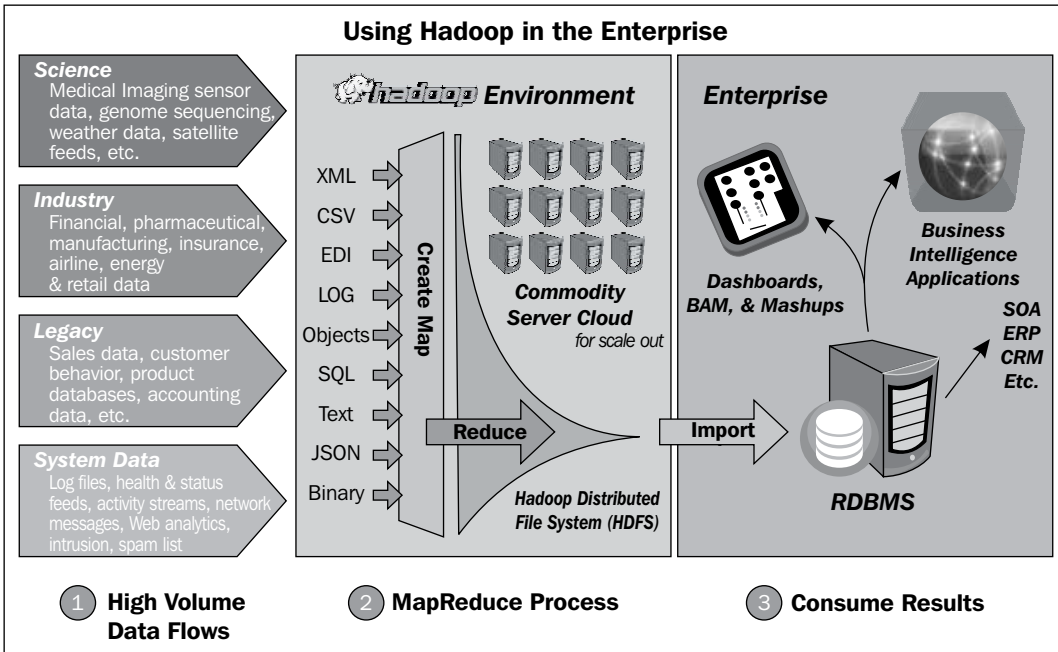 Using Hadoop in the Enterprise
Science
Medical Imaging sensor
data, genome sequencing,
weather data, satellite
feeds, etc.
Industry
Financial, pharmaceutical,
manufacturing, insurance,
airline, energy
& retail data
Legacy
Sales data, customer
behavior, product
databases, accounting
data, etc.
System Data
Log files, health & status
feeds, activity streams, network
messages, Web analytics,
intrusion, spam list
1 High Volume
Data Flows
hadoop Environment
XML
CSV
EDI
LOG
Objects
SQL
Text
JSON
Binary
Create Map
Reduce
Commodity
Server Cloud
for scale out
Hadoop Distributed
File System (HDFS)
2 MapReduce Process
Import
Enterprise
Dashboards,
BAM, & Mashups
Business
Intelligence
Applications
SOA
ERP
CRM
Etc.
RDBMS
3 Consume Results